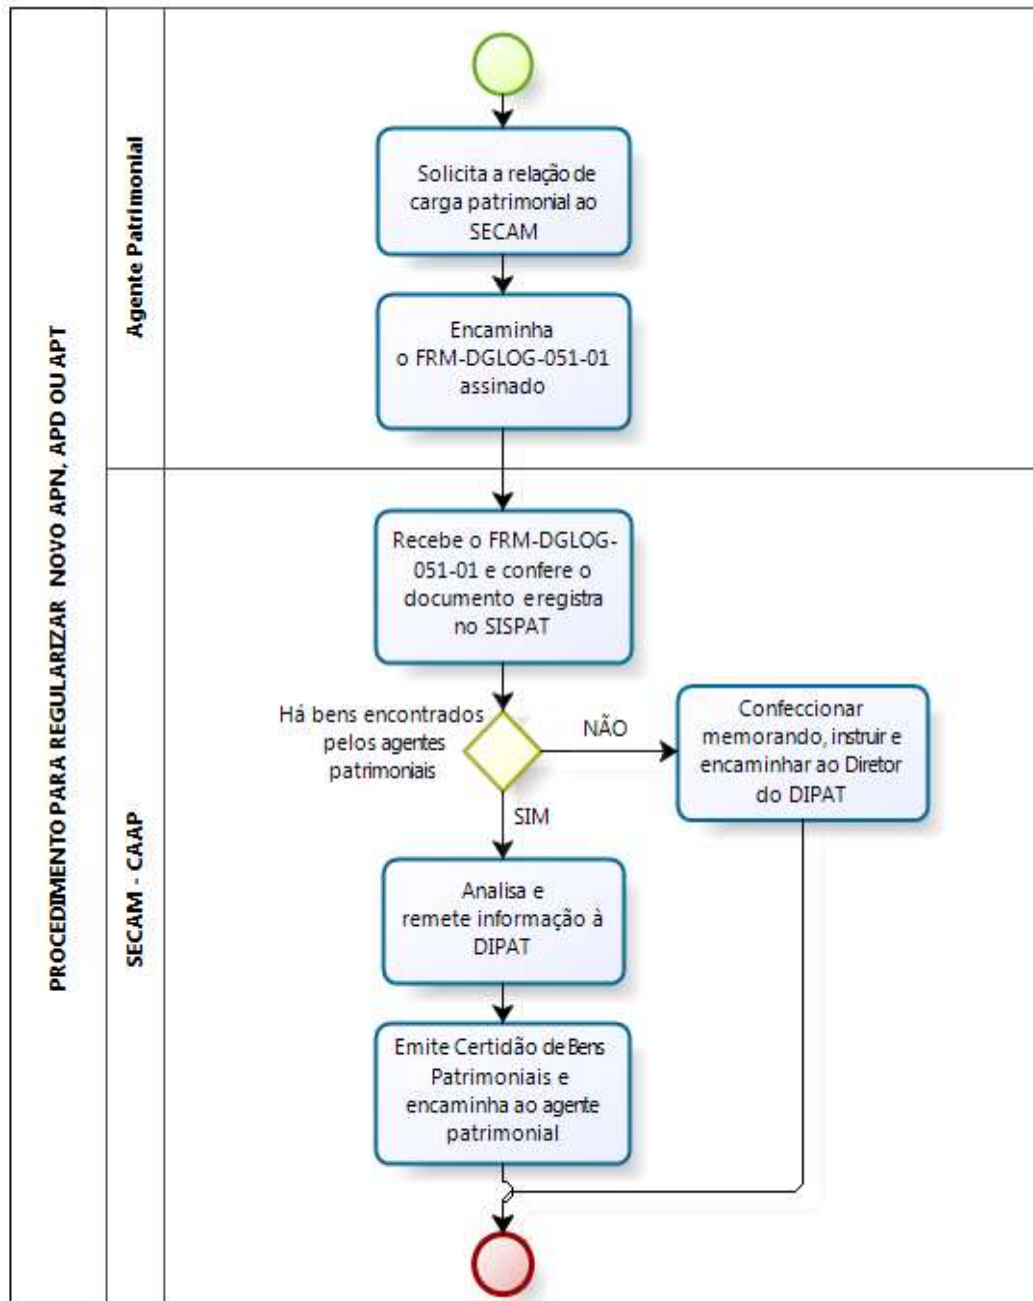 PROCEDIMENTO PARA REGULARIZAR NOVO APN, APD OU APT
Agente Patrimonial
Solicita a relação de
carga patrimonial ao
SECAM
Encaminha
o FRM-DGLOG-051-01
assinado
SECAM - CAAP
Recebe o FRM-DGLOG-
051-01 e confere o
documento e registra
no SISPAT
Há bens encontrados
pelos agentes
patrimoniais
NÃO
Confeccionar
memorando, instruir e
encaminhar ao Diretor
do DIPAT
SIM
Analisa e
remete informação à
DIPAT
Emite Certidão de Bens
Patrimoniais e
encaminha ao agente
patrimonial